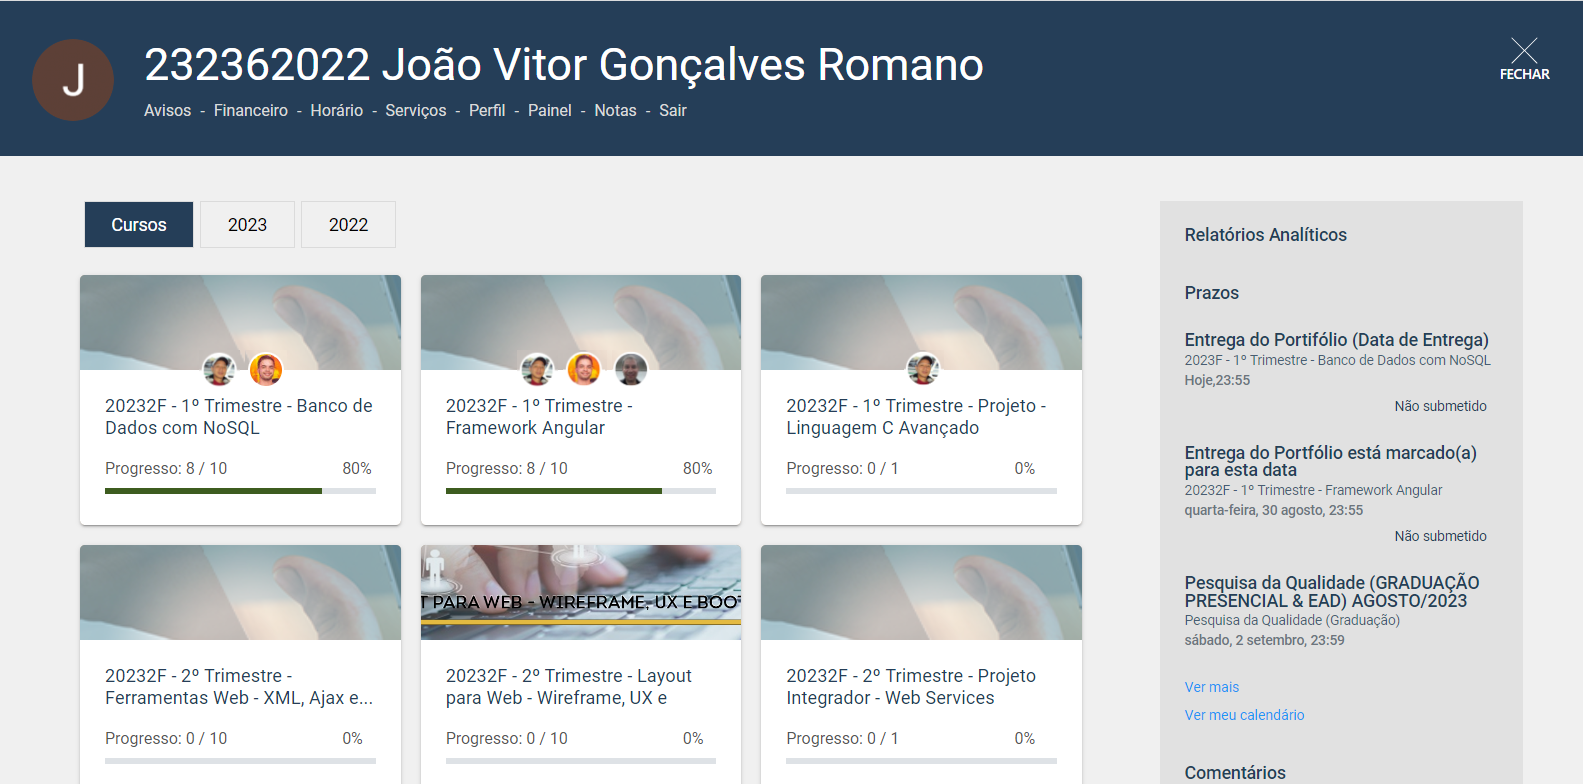 J
232362022 João Vitor Gonçalves Romano
Avisos - Financeiro - Horário - Serviços - Perfil - Painel - Notas - Sair
FECHAR
Cursos
2023
2022
20232F - 1º Trimestre - Banco de
Dados com NoSQL
Progresso: 8 / 10
80%
20232F - 1º Trimestre -
Framework Angular
Progresso: 8 / 10
80%
20232F - 1º Trimestre - Projeto -
Linguagem C Avançado
Progresso: 0 / 1
0%
20232F - 2º Trimestre -
Ferramentas Web - XML, Ajax e...
Progresso: 0 / 10
0%
T PARA WEB - WIREFRAME, UX E BOOT
20232F - 2º Trimestre - Layout
para Web - Wireframe, UX e
Progresso: 0 / 10
0%
20232F - 2º Trimestre - Projeto
Integrador - Web Services
Progresso: 0 / 1
0%
Relatórios Analíticos
Prazos
Entrega do Portifólio (Data de Entrega)
2023F - 1º Trimestre - Banco de Dados com NoSQL
Hoje,23:55
Não submetido
Entrega do Portfólio está marcado(a)
para esta data
20232F - 1º Trimestre - Framework Angular
quarta-feira, 30 agosto, 23:55
Não submetido
Pesquisa da Qualidade (GRADUAÇÃO
PRESENCIAL & EAD) AGOSTO/2023
Pesquisa da Qualidade (Graduação)
sábado, 2 setembro, 23:59
Ver mais
Ver meu calendário
Comentários